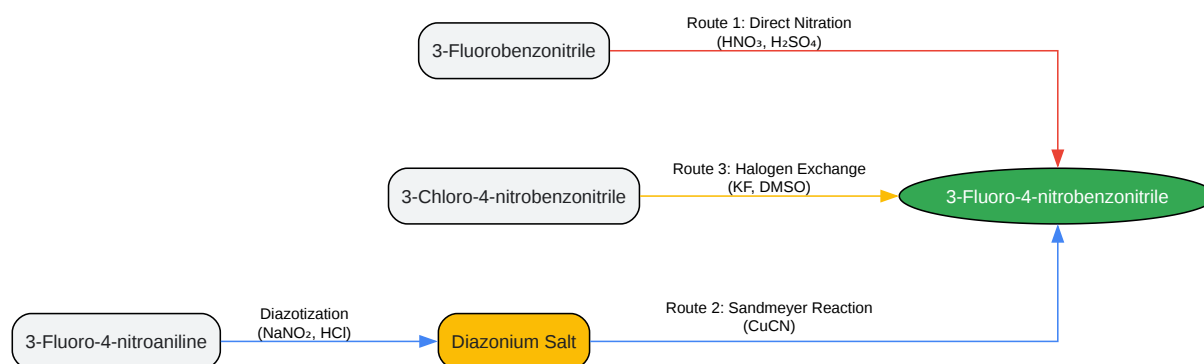 Route 1: Direct Nitration
(HNO₃, H₂SO₄)
3-Fluorobenzonitrile
Route 3: Halogen Exchange
(KF, DMSO)
3-Chloro-4-nitrobenzonitrile
3-Fluoro-4-nitrobenzonitrile
Diazotization
(NaNO₂, HCl)
Route 2: Sandmeyer Reaction
(CuCN)
3-Fluoro-4-nitroaniline
Diazonium Salt